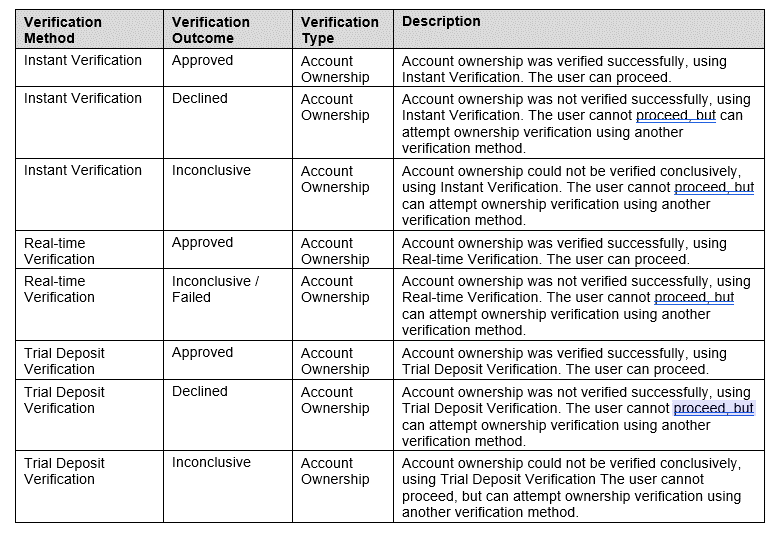 Verification Method
Verification Outcome
Verification Type
Description
Instant Verification
Approved
Account
Ownership
Account ownership was verified successfully, using
Instant Verification. The user can proceed.
Instant Verification
Declined
Account
Ownership
Account ownership was not verified successfully, using
Instant Verification. The user cannot proceed, but can
attempt ownership verification using another
verification method.
Instant Verification
Inconclusive
Account
Ownership
Account ownership could not be verified conclusively,
using Instant Verification. The user cannot proceed, but
can attempt ownership verification using another
verification method.
Real-time
Verification
Approved
Account
Ownership
Account ownership was verified successfully, using
Real-time Verification. The user can proceed.
Real-time
Verification
Inconclusive /
Failed
Account
Ownership
Account ownership was not verified successfully, using
Real-time Verification. The user cannot proceed, but
can attempt ownership verification using another
verification method.
Trial Deposit
Verification
Approved
Account
Ownership
Account ownership was verified successfully, using
Trial Deposit Verification. The user can proceed.
Trial Deposit
Verification
Declined
Account
Ownership
Account ownership was not verified successfully, using
Trial Deposit Verification. The user cannot proceed, but
can attempt ownership verification using another
verification method.
Trial Deposit
Verification
Inconclusive
Account
Ownership
Account ownership could not be verified conclusively,
using Trial Deposit Verification The user cannot
proceed, but can attempt ownership verification using
another verification method.